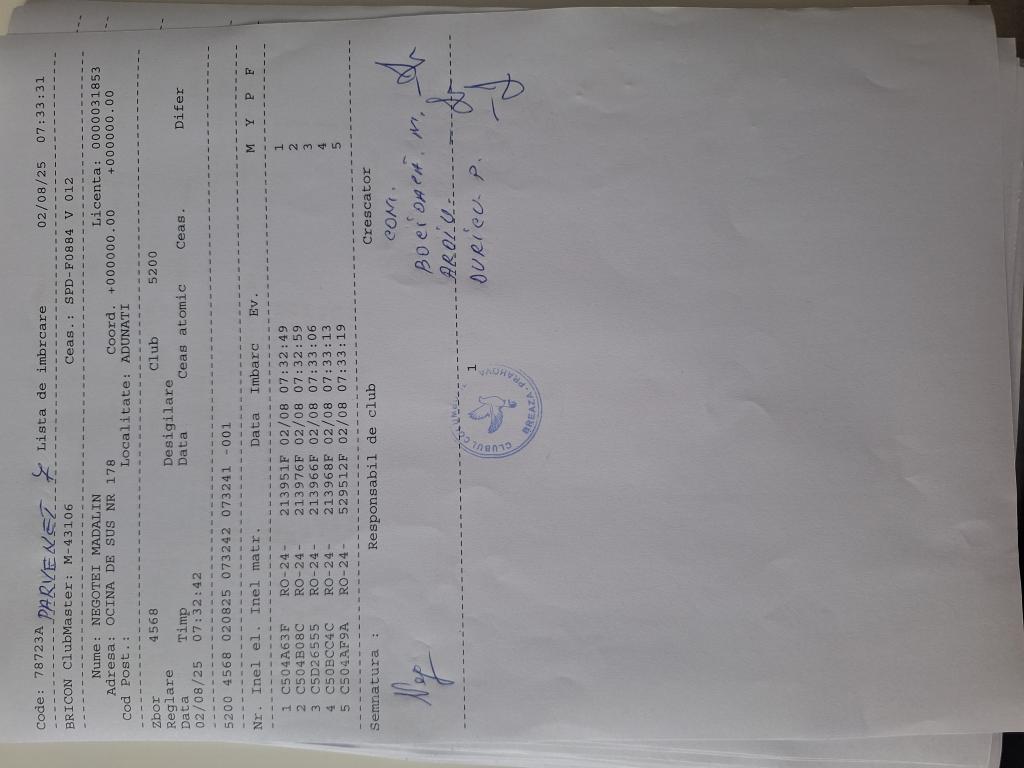 Code: 78723A PARVENET Lista de imbrcare 02/08/25 07:33:31
BRICON ClubMaster: M-43106 Ceas.: SPD-F0884 V 012
Nume: NEGOTEI MADALIN Licenta: 0000031853
Adresa: OCINA DE SUS NR 178 Coord. +000000.00 +000000.00
Cod Post.: Localitate: ADUNATI
Zbor 4568 Club 5200
Reglare Desigilare
Data Timp Data Ceas atomic Ceas. Difer
02/08/25 07:32:42
5200 4568 020825 073242 073241 -001
Nr. Inel el. Inel matr. Data Imbarc Ev. M Y P F
1 C504A63F RO-24- 213951F 02/08 07:32:49 1
2 C504B08C RO-24- 213976F 02/08 07:32:59 2
3 C5D26555 RO-24- 213966F 02/08 07:33:06 3
4 C50BCC4C RO-24- 213968F 02/08 07:33:13 4
5 C504AF9A RO-24- 529512F 02/08 07:33:19 5
Semnatura : Responsabil de club Crescator
COM.
BOCIOACA. M.
AROIU
DURICU P.
1
CLUBUL
BREAZA-PRAHOVA